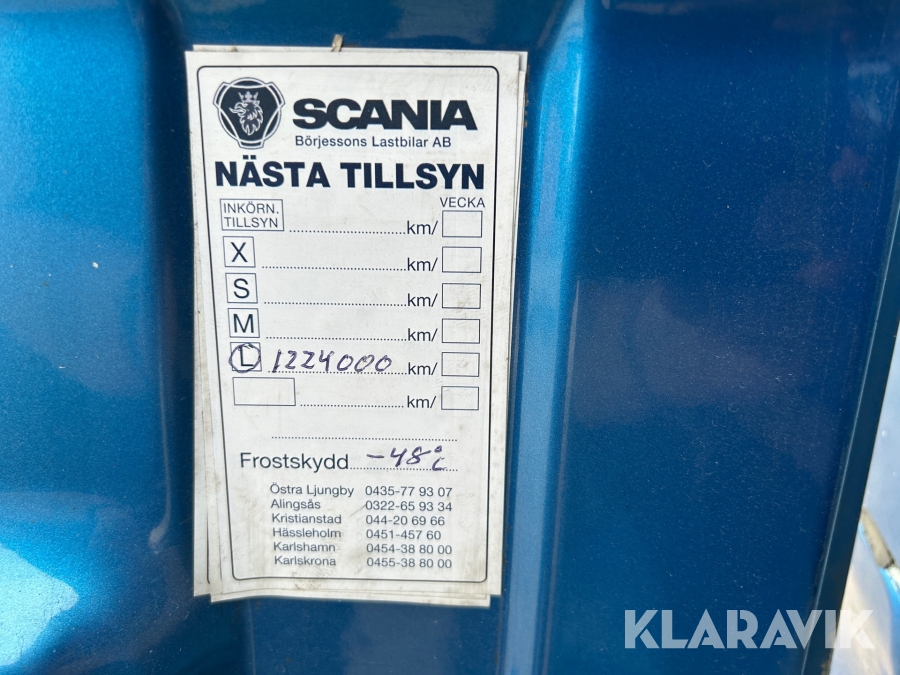 SCANIA
Börjessons Lastbilar AB
NÄSTA TILLSYN
VECKA
INKÖRN.
TILLSYN ........................ km/
X ........................ km/
S ........................ km/
M ........................ km/
L 1224000 km/
........................ km/
Frostskydd -48°C
Östra Ljungby 0435-77 93 07
Alingsås 0322-65 93 34
Kristianstad 044-20 69 66
Hässleholm 0451-457 60
Karlshamn 0454-38 80 00
Karlskrona 0455-38 80 00
KLARAVIK